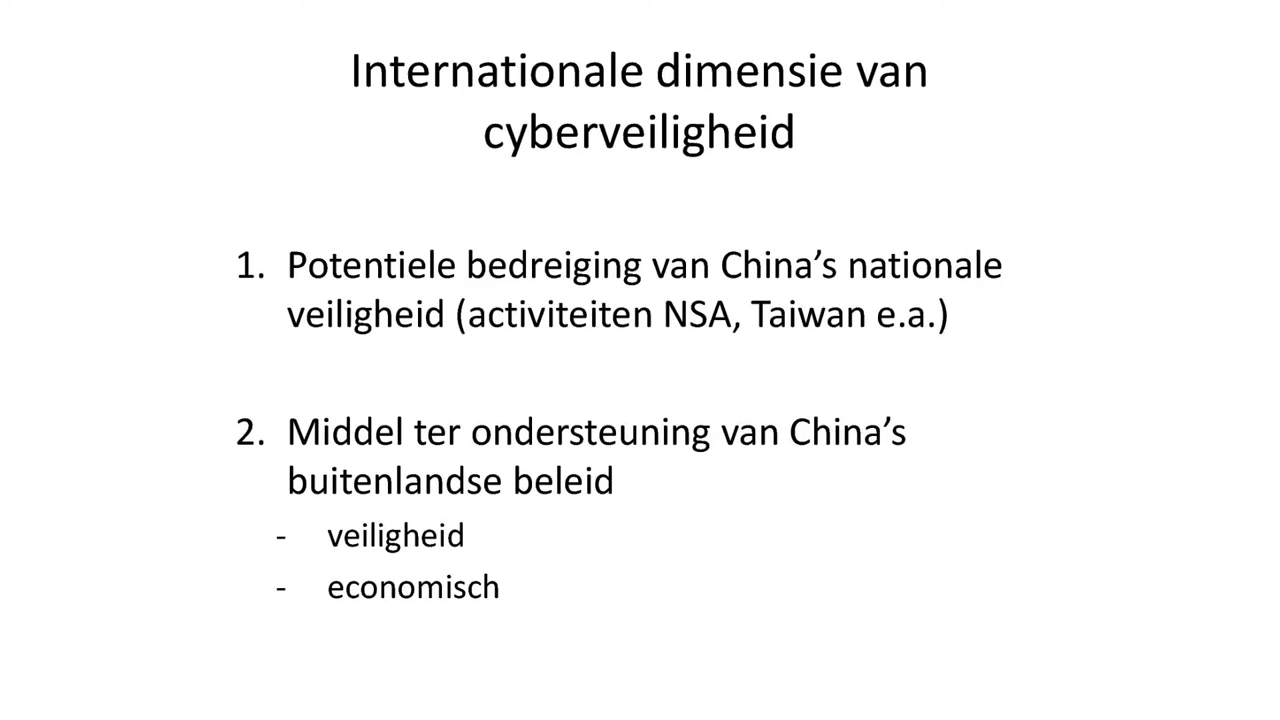 Internationale dimensie van
cyberveiligheid
1. Potentiele bedreiging van China’s nationale
veiligheid (activiteiten NSA, Taiwan e.a.)
2. Middel ter ondersteuning van China’s
buitenlandse beleid
- veiligheid
- economisch